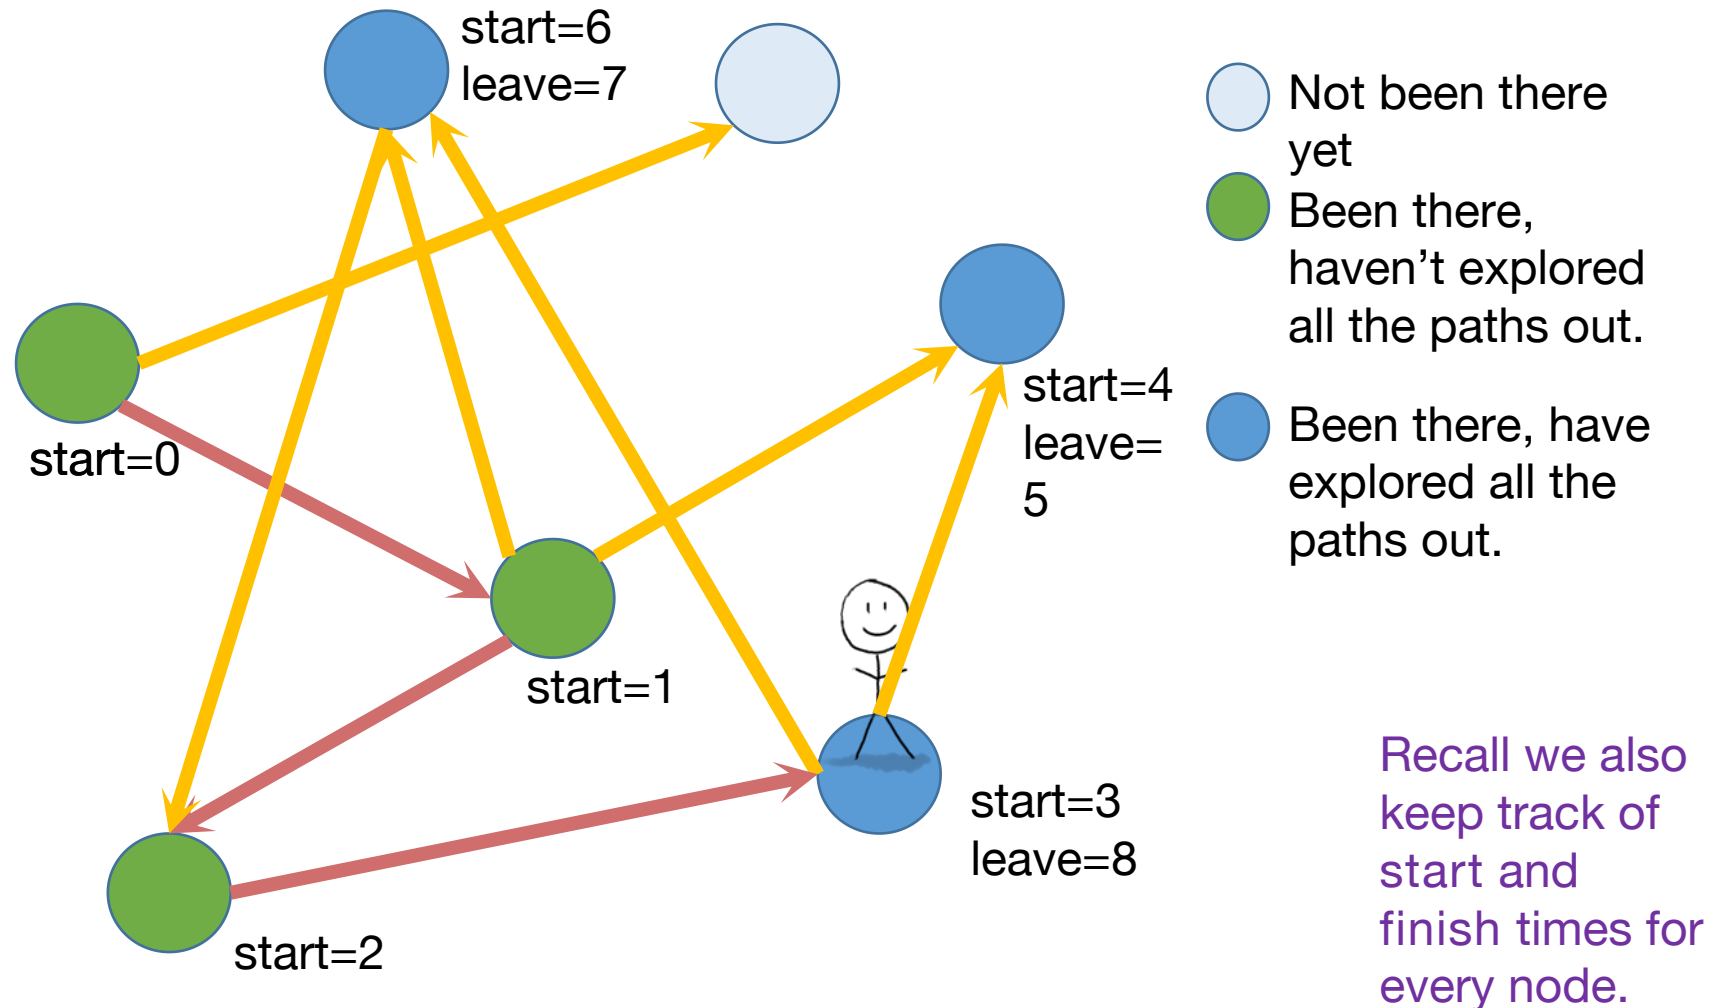 start=6
leave=7
Not been there
yet
Been there,
haven’t explored
all the paths out.
start=4
leave=
5
Been there, have
explored all the
paths out.
start=0
start=1
start=3
leave=8
start=2
Recall we also
keep track of
start and
finish times for
every node.